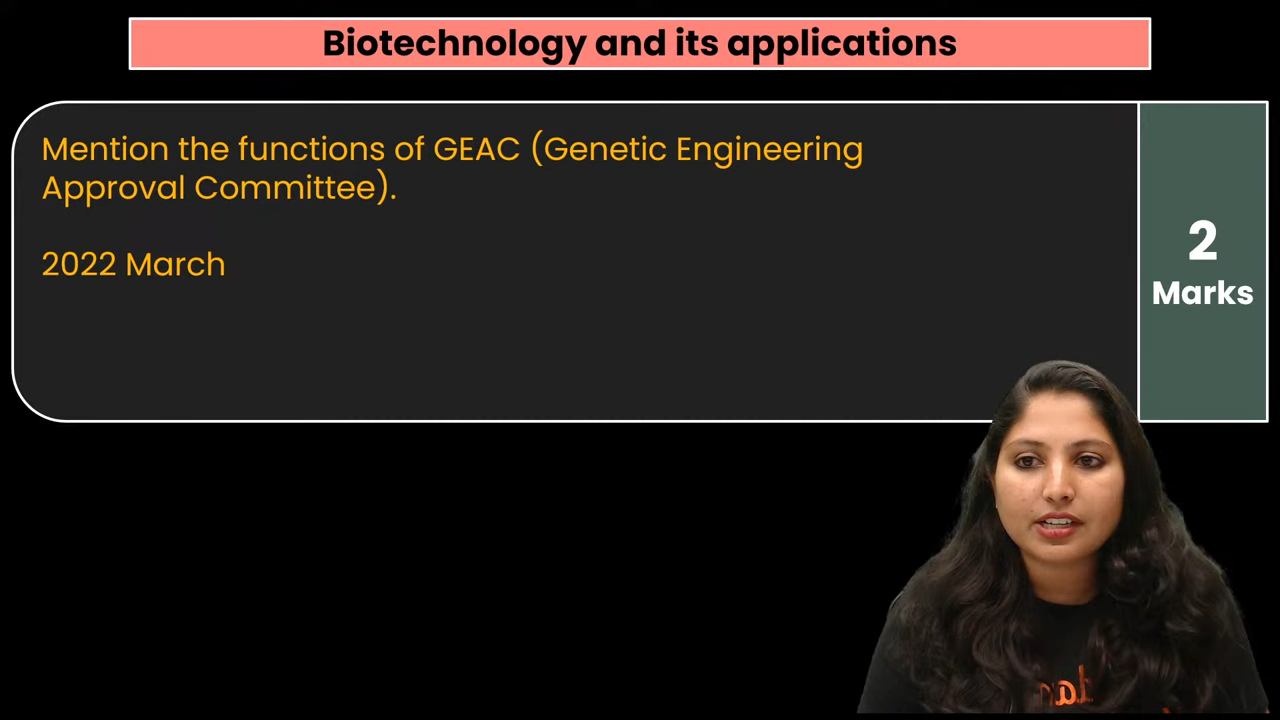 Biotechnology and its applications
Mention the functions of GEAC (Genetic Engineering
Approval Committee).
2022 March
2
Marks